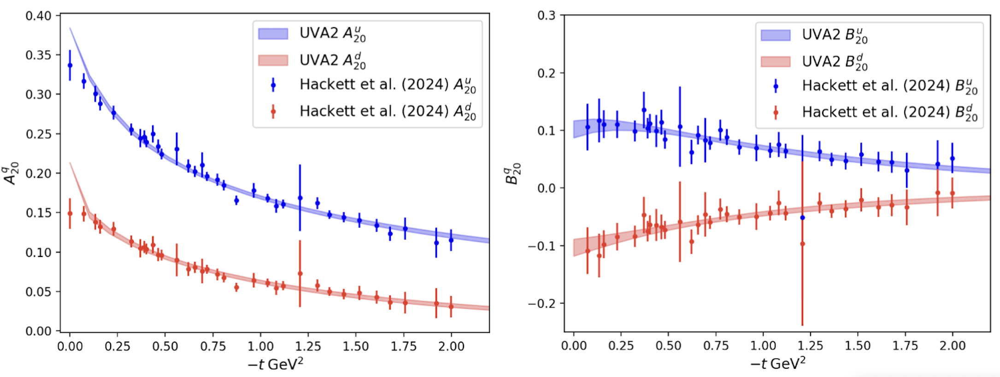 0.40
0.35
0.30
0.25
0.20
0.15
0.10
0.05
0.00
A^q_20
UVA2 A^u_20
UVA2 A^d_20
Hackett et al. (2024) A^u_20
Hackett et al. (2024) A^d_20
0.00 0.25 0.50 0.75 1.00 1.25 1.50 1.75 2.00
−t GeV²
0.3
0.2
0.1
0.0
−0.1
−0.2
B^q_20
UVA2 B^u_20
UVA2 B^d_20
Hackett et al. (2024) B^u_20
Hackett et al. (2024) B^d_20
0.00 0.25 0.50 0.75 1.00 1.25 1.50 1.75 2.00
−t GeV²